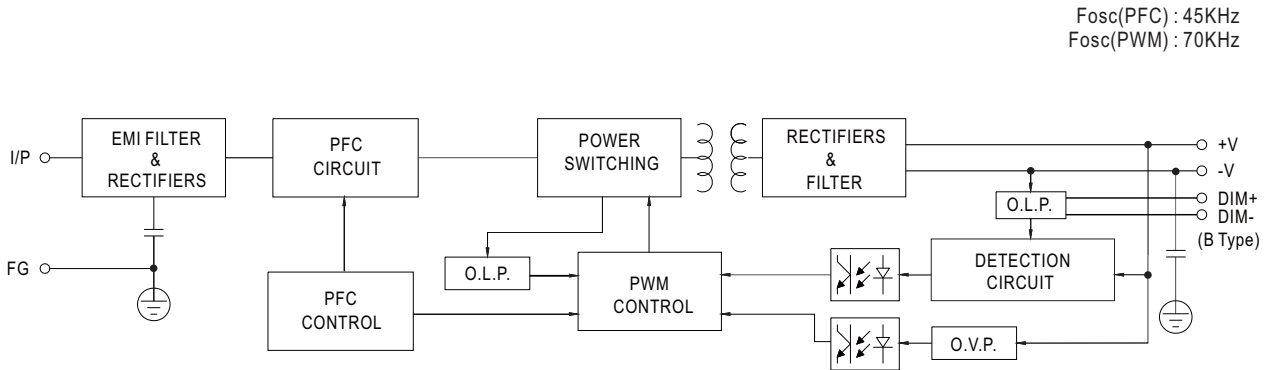 Fosc(PFC) : 45KHz
Fosc(PWM) : 70KHz
I/P
EMI FILTER
&
RECTIFIERS
PFC
CIRCUIT
POWER
SWITCHING
RECTIFIERS
&
FILTER
+V
-V
O.L.P.
DIM+
DIM-
(B Type)
FG
O.L.P.
PFC
CONTROL
PWM
CONTROL
DETECTION
CIRCUIT
O.V.P.